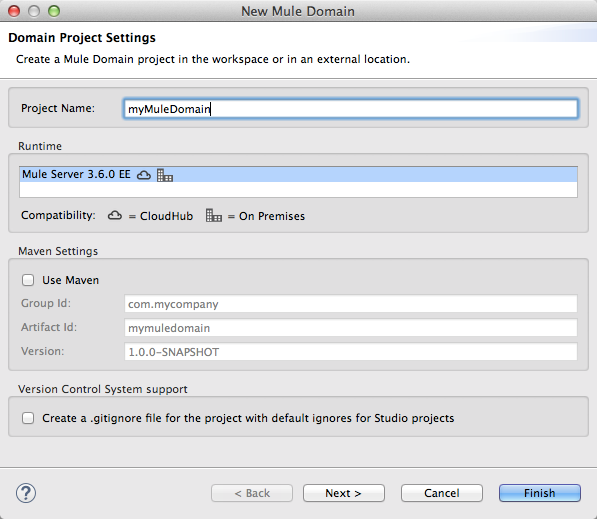 New Mule Domain
Domain Project Settings
Create a Mule Domain project in the workspace or in an external location.
Project Name: myMuleDomain
Runtime
Mule Server 3.6.0 EE
Compatibility: = CloudHub = On Premises
Maven Settings
Use Maven
Group Id: com.mycompany
Artifact Id: mymuledomain
Version: 1.0.0-SNAPSHOT
Version Control System support
Create a .gitignore file for the project with default ignores for Studio projects
? < Back Next > Cancel Finish